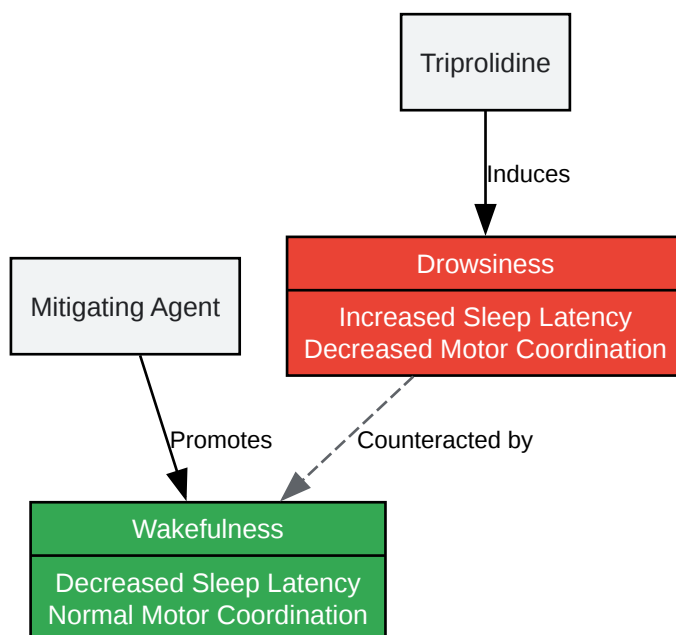 Triprolidine
Induces
Drowsiness
Increased Sleep Latency
Decreased Motor Coordination
Mitigating Agent
Promotes
Counteracted by
Wakefulness
Decreased Sleep Latency
Normal Motor Coordination